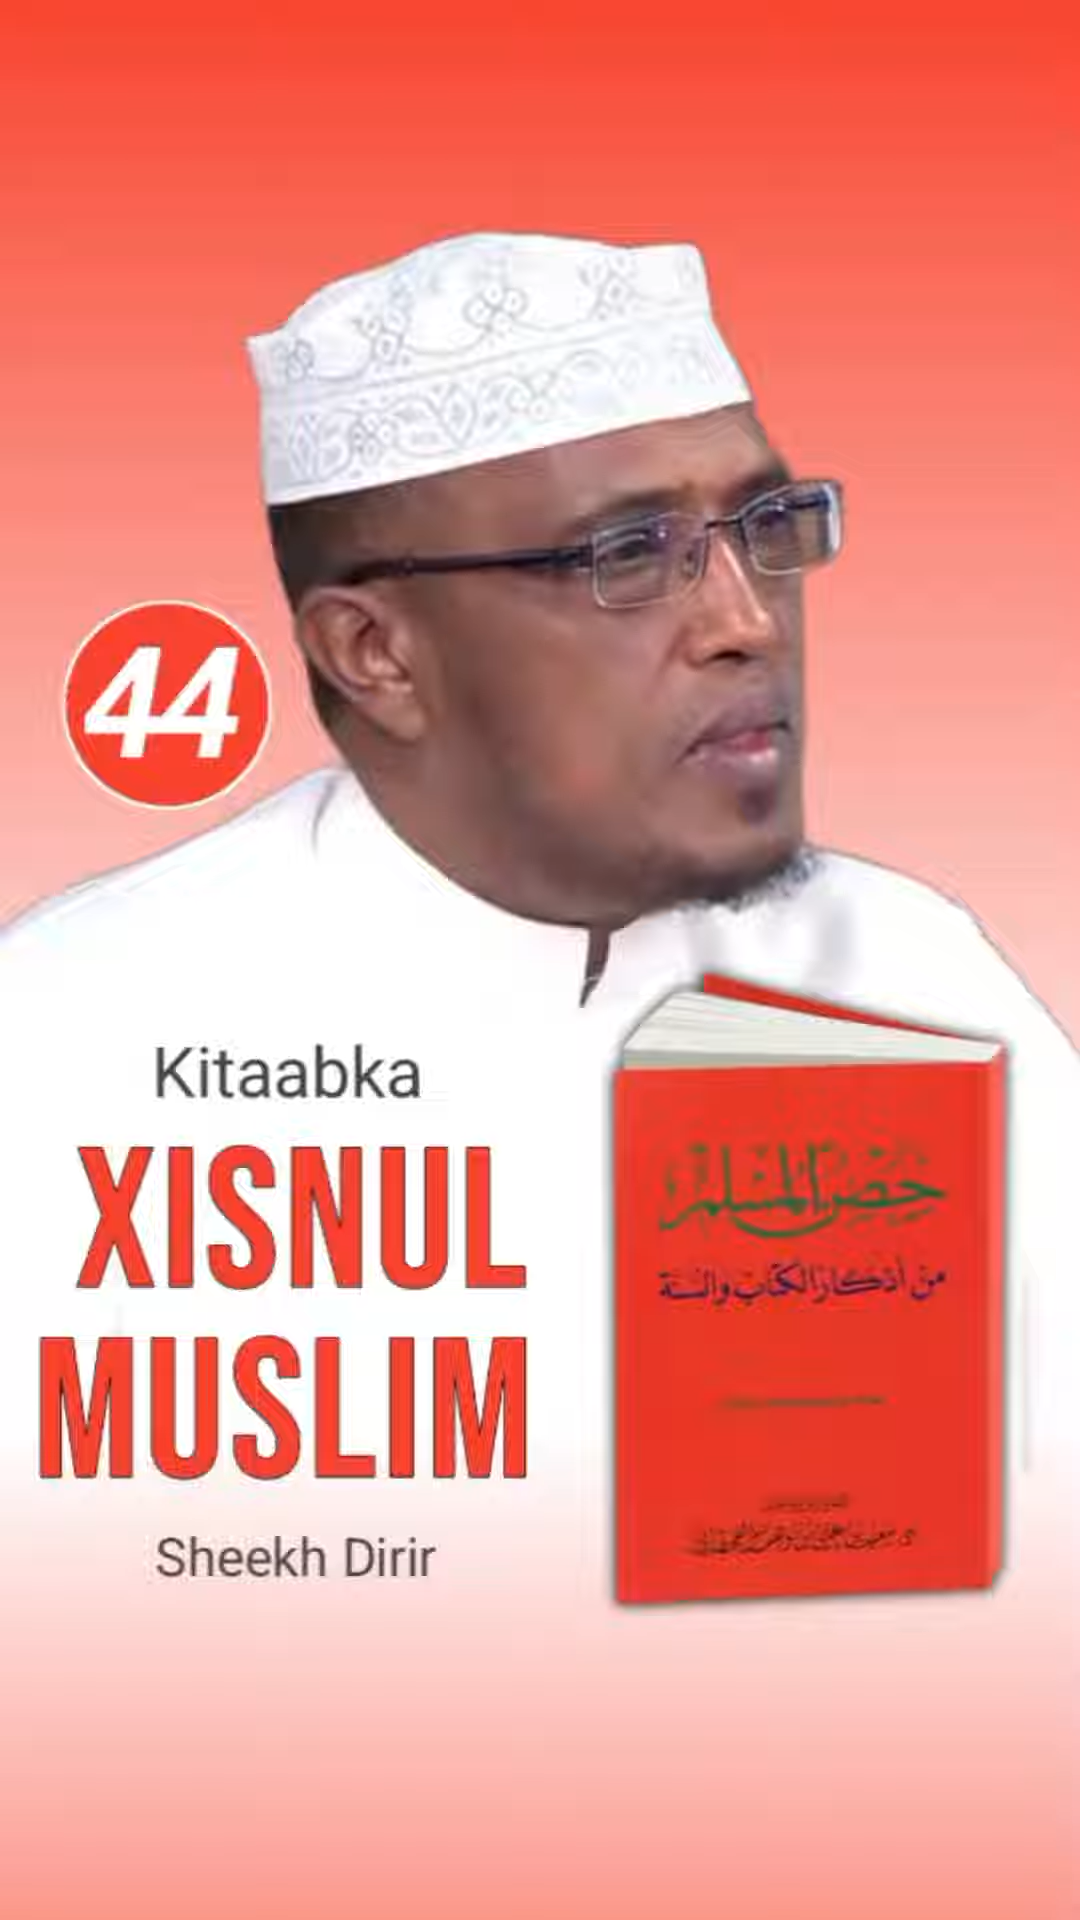 44
Kitaabka
XISNUL
MUSLIM
Sheekh Dirir
حصن المسلم
من أذكار الكتاب والسنة